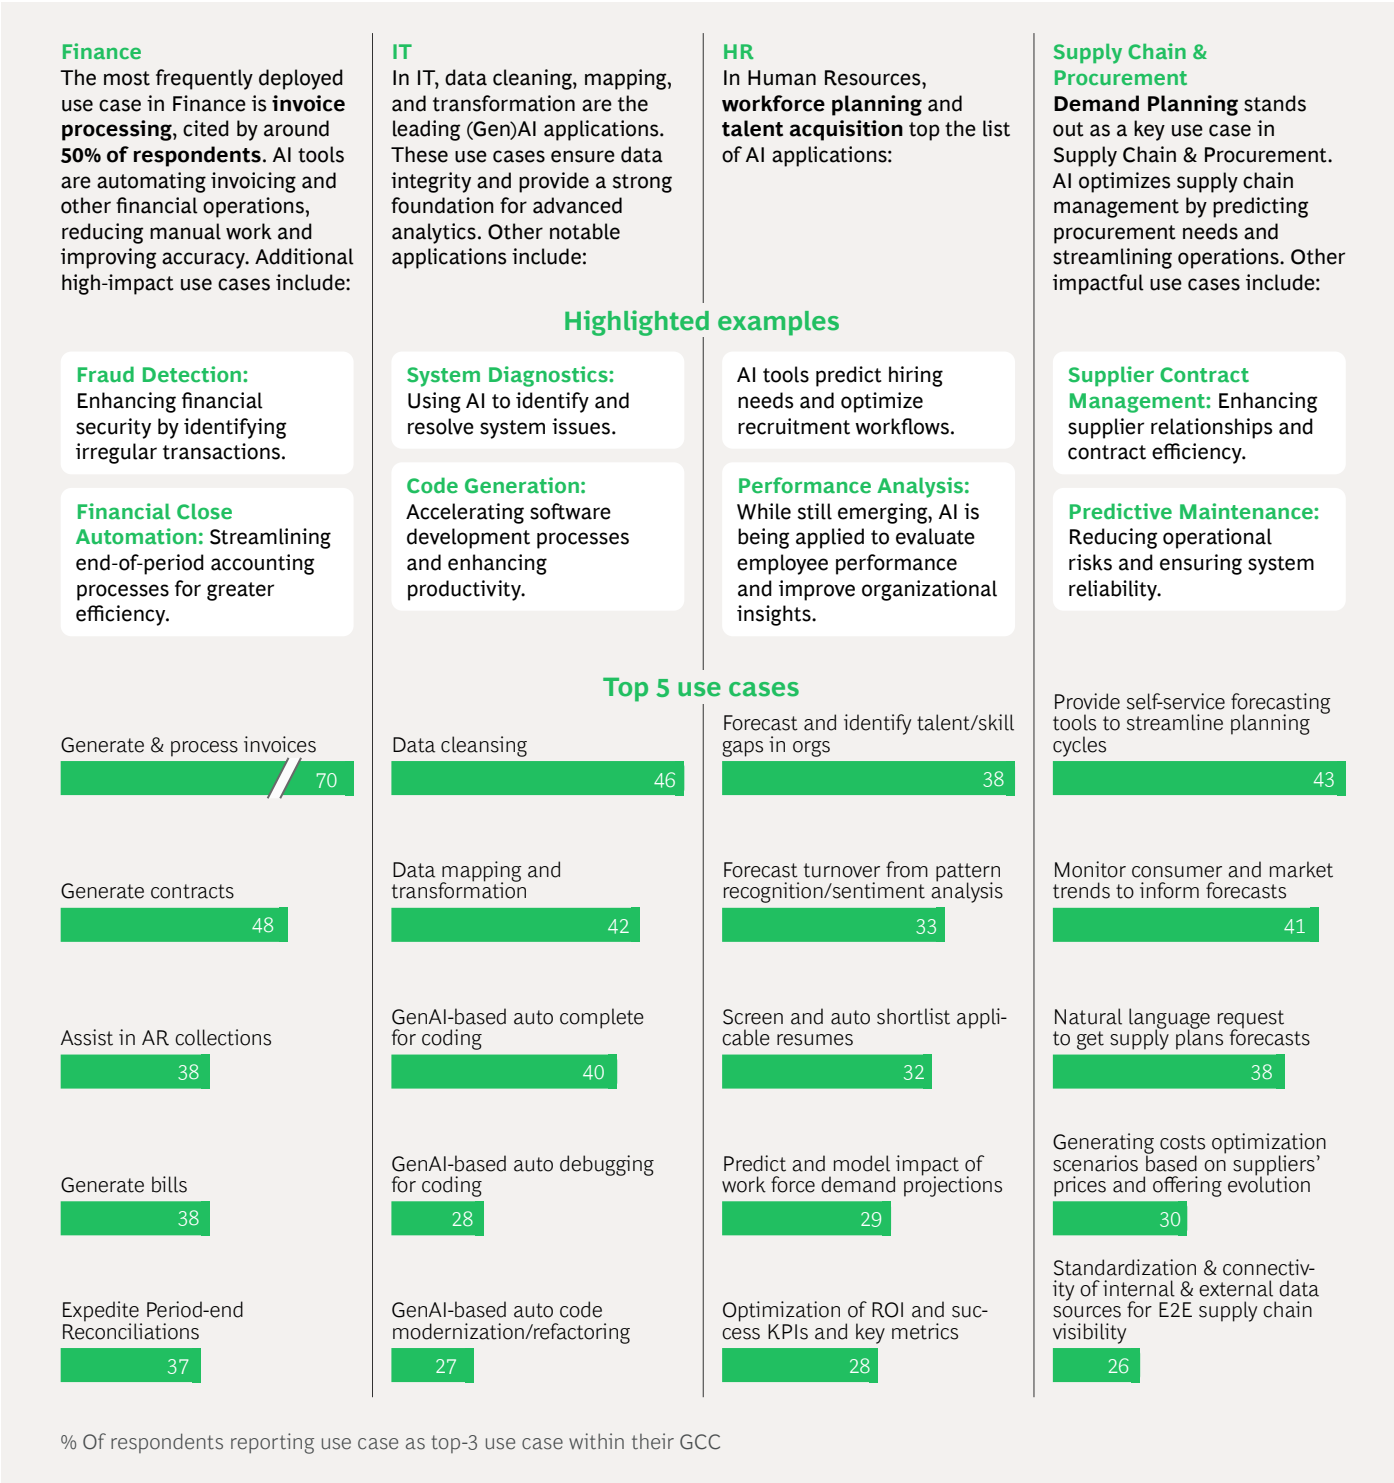 Finance
The most frequently deployed
use case in Finance is invoice
processing, cited by around
50% of respondents. AI tools
are automating invoicing and
other financial operations,
reducing manual work and
improving accuracy. Additional
high-impact use cases include:
IT
In IT, data cleaning, mapping,
and transformation are the
leading (Gen)AI applications.
These use cases ensure data
integrity and provide a strong
foundation for advanced
analytics. Other notable
applications include:
HR
In Human Resources,
workforce planning and
talent acquisition top the list
of AI applications:
Supply Chain &
Procurement
Demand Planning stands
out as a key use case in
Supply Chain & Procurement.
AI optimizes supply chain
management by predicting
procurement needs and
streamlining operations. Other
impactful use cases include:
Highlighted examples
Fraud Detection:
Enhancing financial
security by identifying
irregular transactions.
Financial Close
Automation: Streamlining
end-of-period accounting
processes for greater
efficiency.
System Diagnostics:
Using AI to identify and
resolve system issues.
Code Generation:
Accelerating software
development processes
and enhancing
productivity.
AI tools predict hiring
needs and optimize
recruitment workflows.
Performance Analysis:
While still emerging, AI is
being applied to evaluate
employee performance
and improve organizational
insights.
Supplier Contract
Management: Enhancing
supplier relationships and
contract efficiency.
Predictive Maintenance:
Reducing operational
risks and ensuring system
reliability.
Top 5 use cases
Generate & process invoices
70
Generate contracts
48
Assist in AR collections
38
Generate bills
38
Expedite Period-end
Reconciliations
37
Data cleansing
46
Data mapping and
transformation
42
GenAI-based auto complete
for coding
40
GenAI-based auto debugging
for coding
28
GenAI-based auto code
modernization/refactoring
27
Forecast and identify talent/skill
gaps in orgs
38
Forecast turnover from pattern
recognition/sentiment analysis
33
Screen and auto shortlist appli-
cable resumes
32
Predict and model impact of
work force demand projections
29
Optimization of ROI and suc-
cess KPIs and key metrics
28
Provide self-service forecasting
tools to streamline planning
cycles
43
Monitor consumer and market
trends to inform forecasts
41
Natural language request
to get supply plans forecasts
38
Generating costs optimization
scenarios based on suppliers’
prices and offering evolution
30
Standardization & connectiv-
ity of internal & external data
sources for E2E supply chain
visibility
26
% Of respondents reporting use case as top-3 use case within their GCC